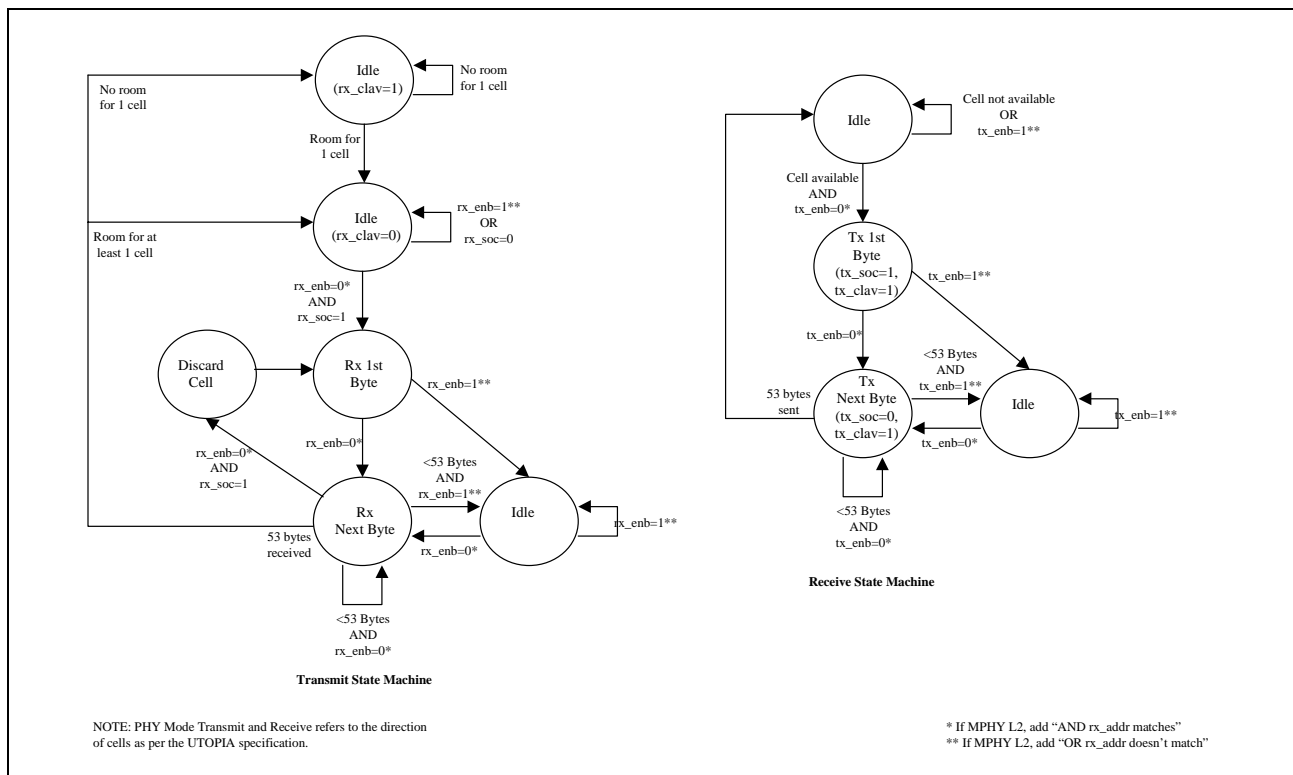 Idle
(rx_clav=1)
No room
for 1 cell
No room
for 1 cell
Room for
1 cell
Idle
(rx_clav=0)
rx_enb=1**
OR
rx_soc=0
Room for at
least 1 cell
rx_enb=0*
AND
rx_soc=1
Discard
Cell
Rx 1st
Byte
rx_enb=1**
rx_enb=0*
AND
rx_soc=1
rx_enb=0*
<53 Bytes
AND
rx_enb=1**
Rx
Next Byte
Idle
rx_enb=1**
rx_enb=0*
53 bytes
received
<53 Bytes
AND
rx_enb=0*
Transmit State Machine
Idle
Cell not available
OR
tx_enb=1**
Cell available
AND
tx_enb=0*
Tx 1st
Byte
(tx_soc=1,
tx_clav=1)
tx_enb=1**
tx_enb=0*
<53 Bytes
AND
tx_enb=1**
53 bytes
sent
Tx
Next Byte
(tx_soc=0,
tx_clav=1)
Idle
tx_enb=1**
tx_enb=0*
<53 Bytes
AND
tx_enb=0*
Receive State Machine
NOTE: PHY Mode Transmit and Receive refers to the direction
of cells as per the UTOPIA specification.
* If MPHY L2, add “AND rx_addr matches”
** If MPHY L2, add “OR rx_addr doesn’t match”